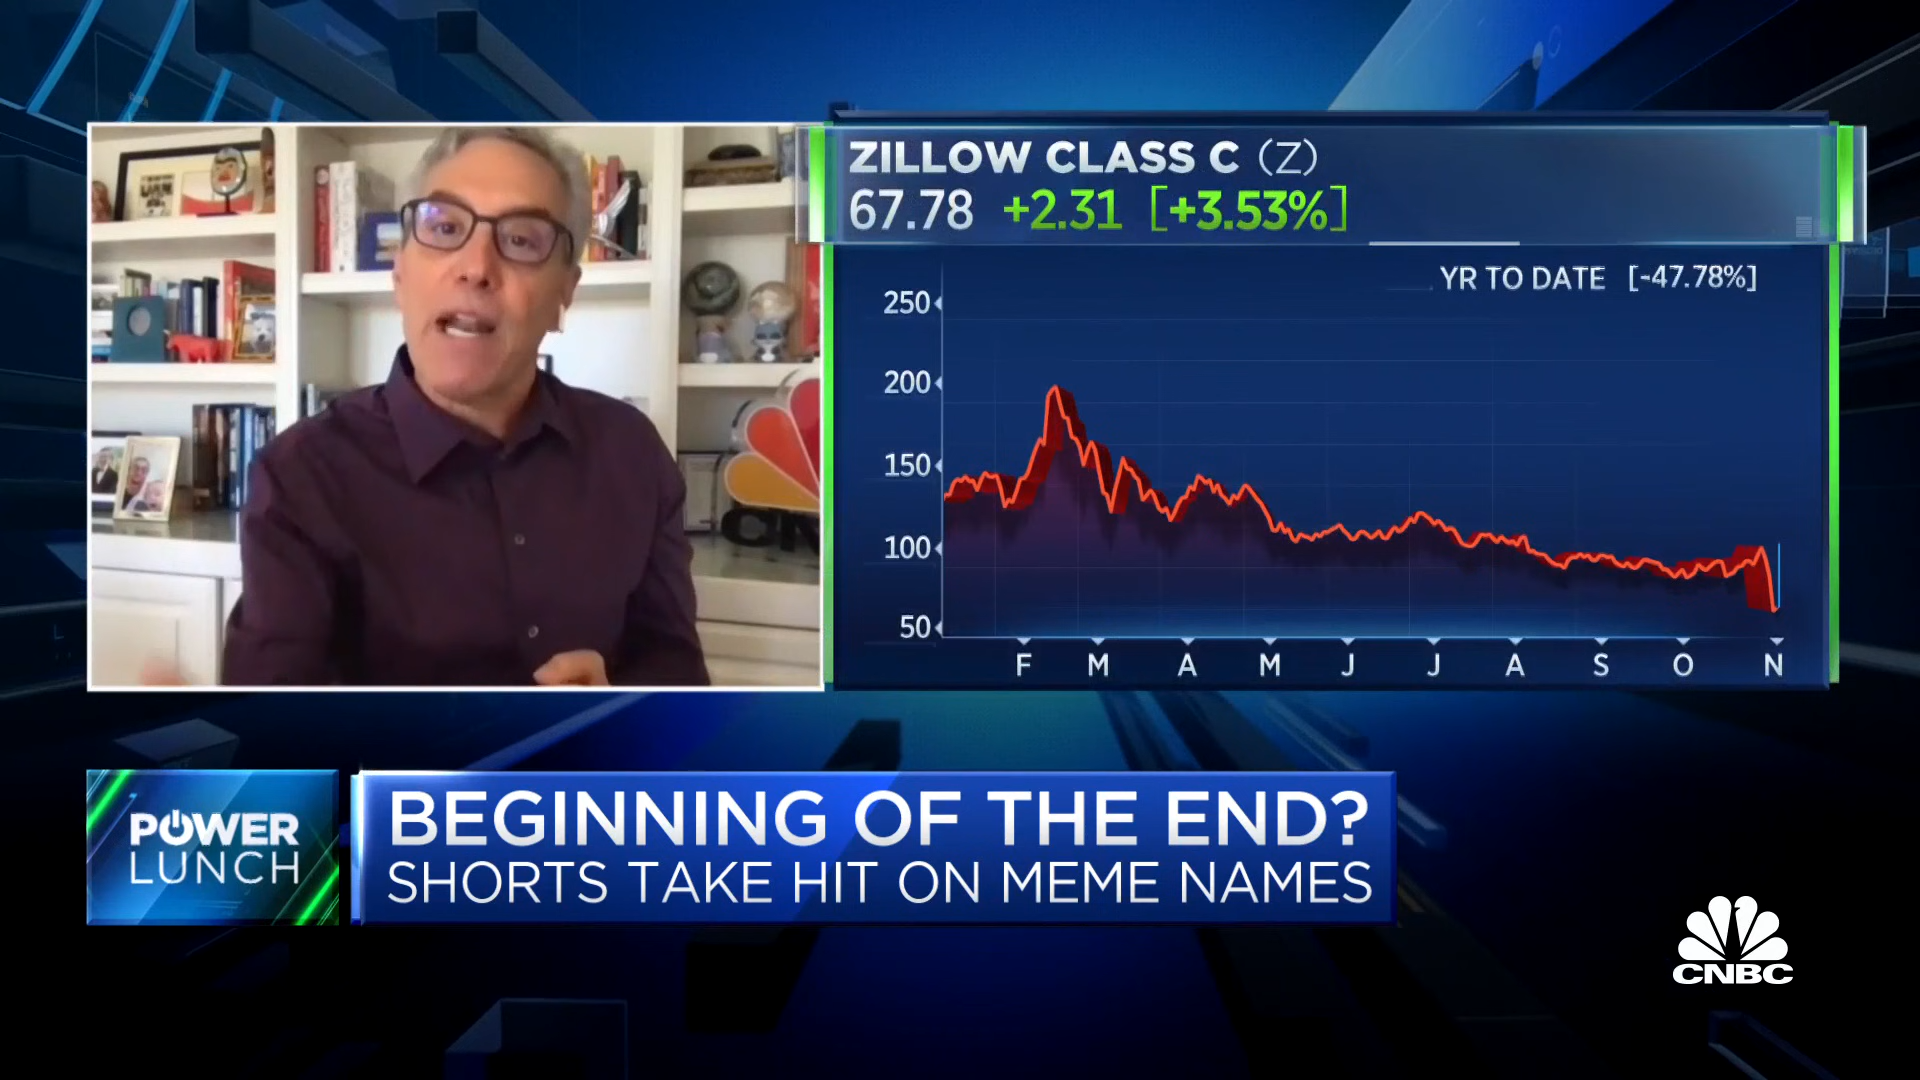 ZILLOW CLASS C (Z)
67.78 +2.31 [+3.53%]
YR TO DATE [-47.78%]
250
200
150
100
50
F M A M J J A S O N
POWER
LUNCH
BEGINNING OF THE END?
SHORTS TAKE HIT ON MEME NAMES
CNBC